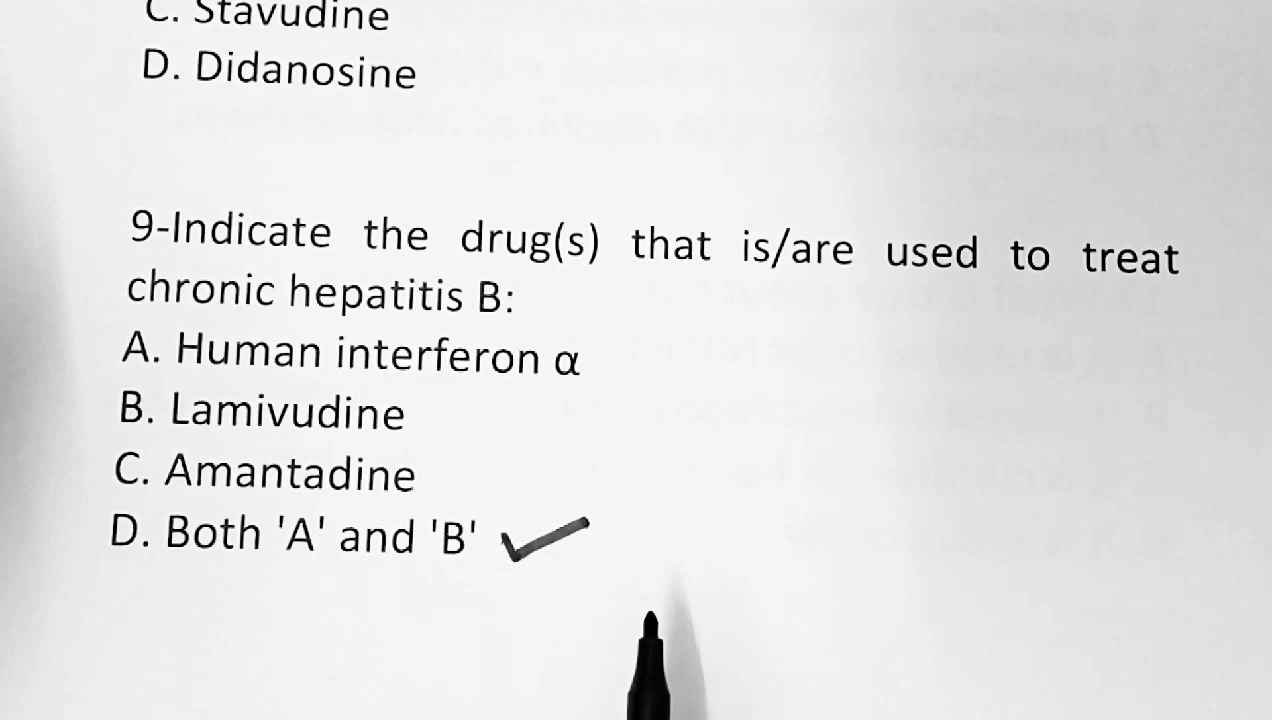 C. Stavudine
D. Didanosine
9-Indicate the drug(s) that is/are used to treat
chronic hepatitis B:
A. Human interferon α
B. Lamivudine
C. Amantadine
D. Both 'A' and 'B'